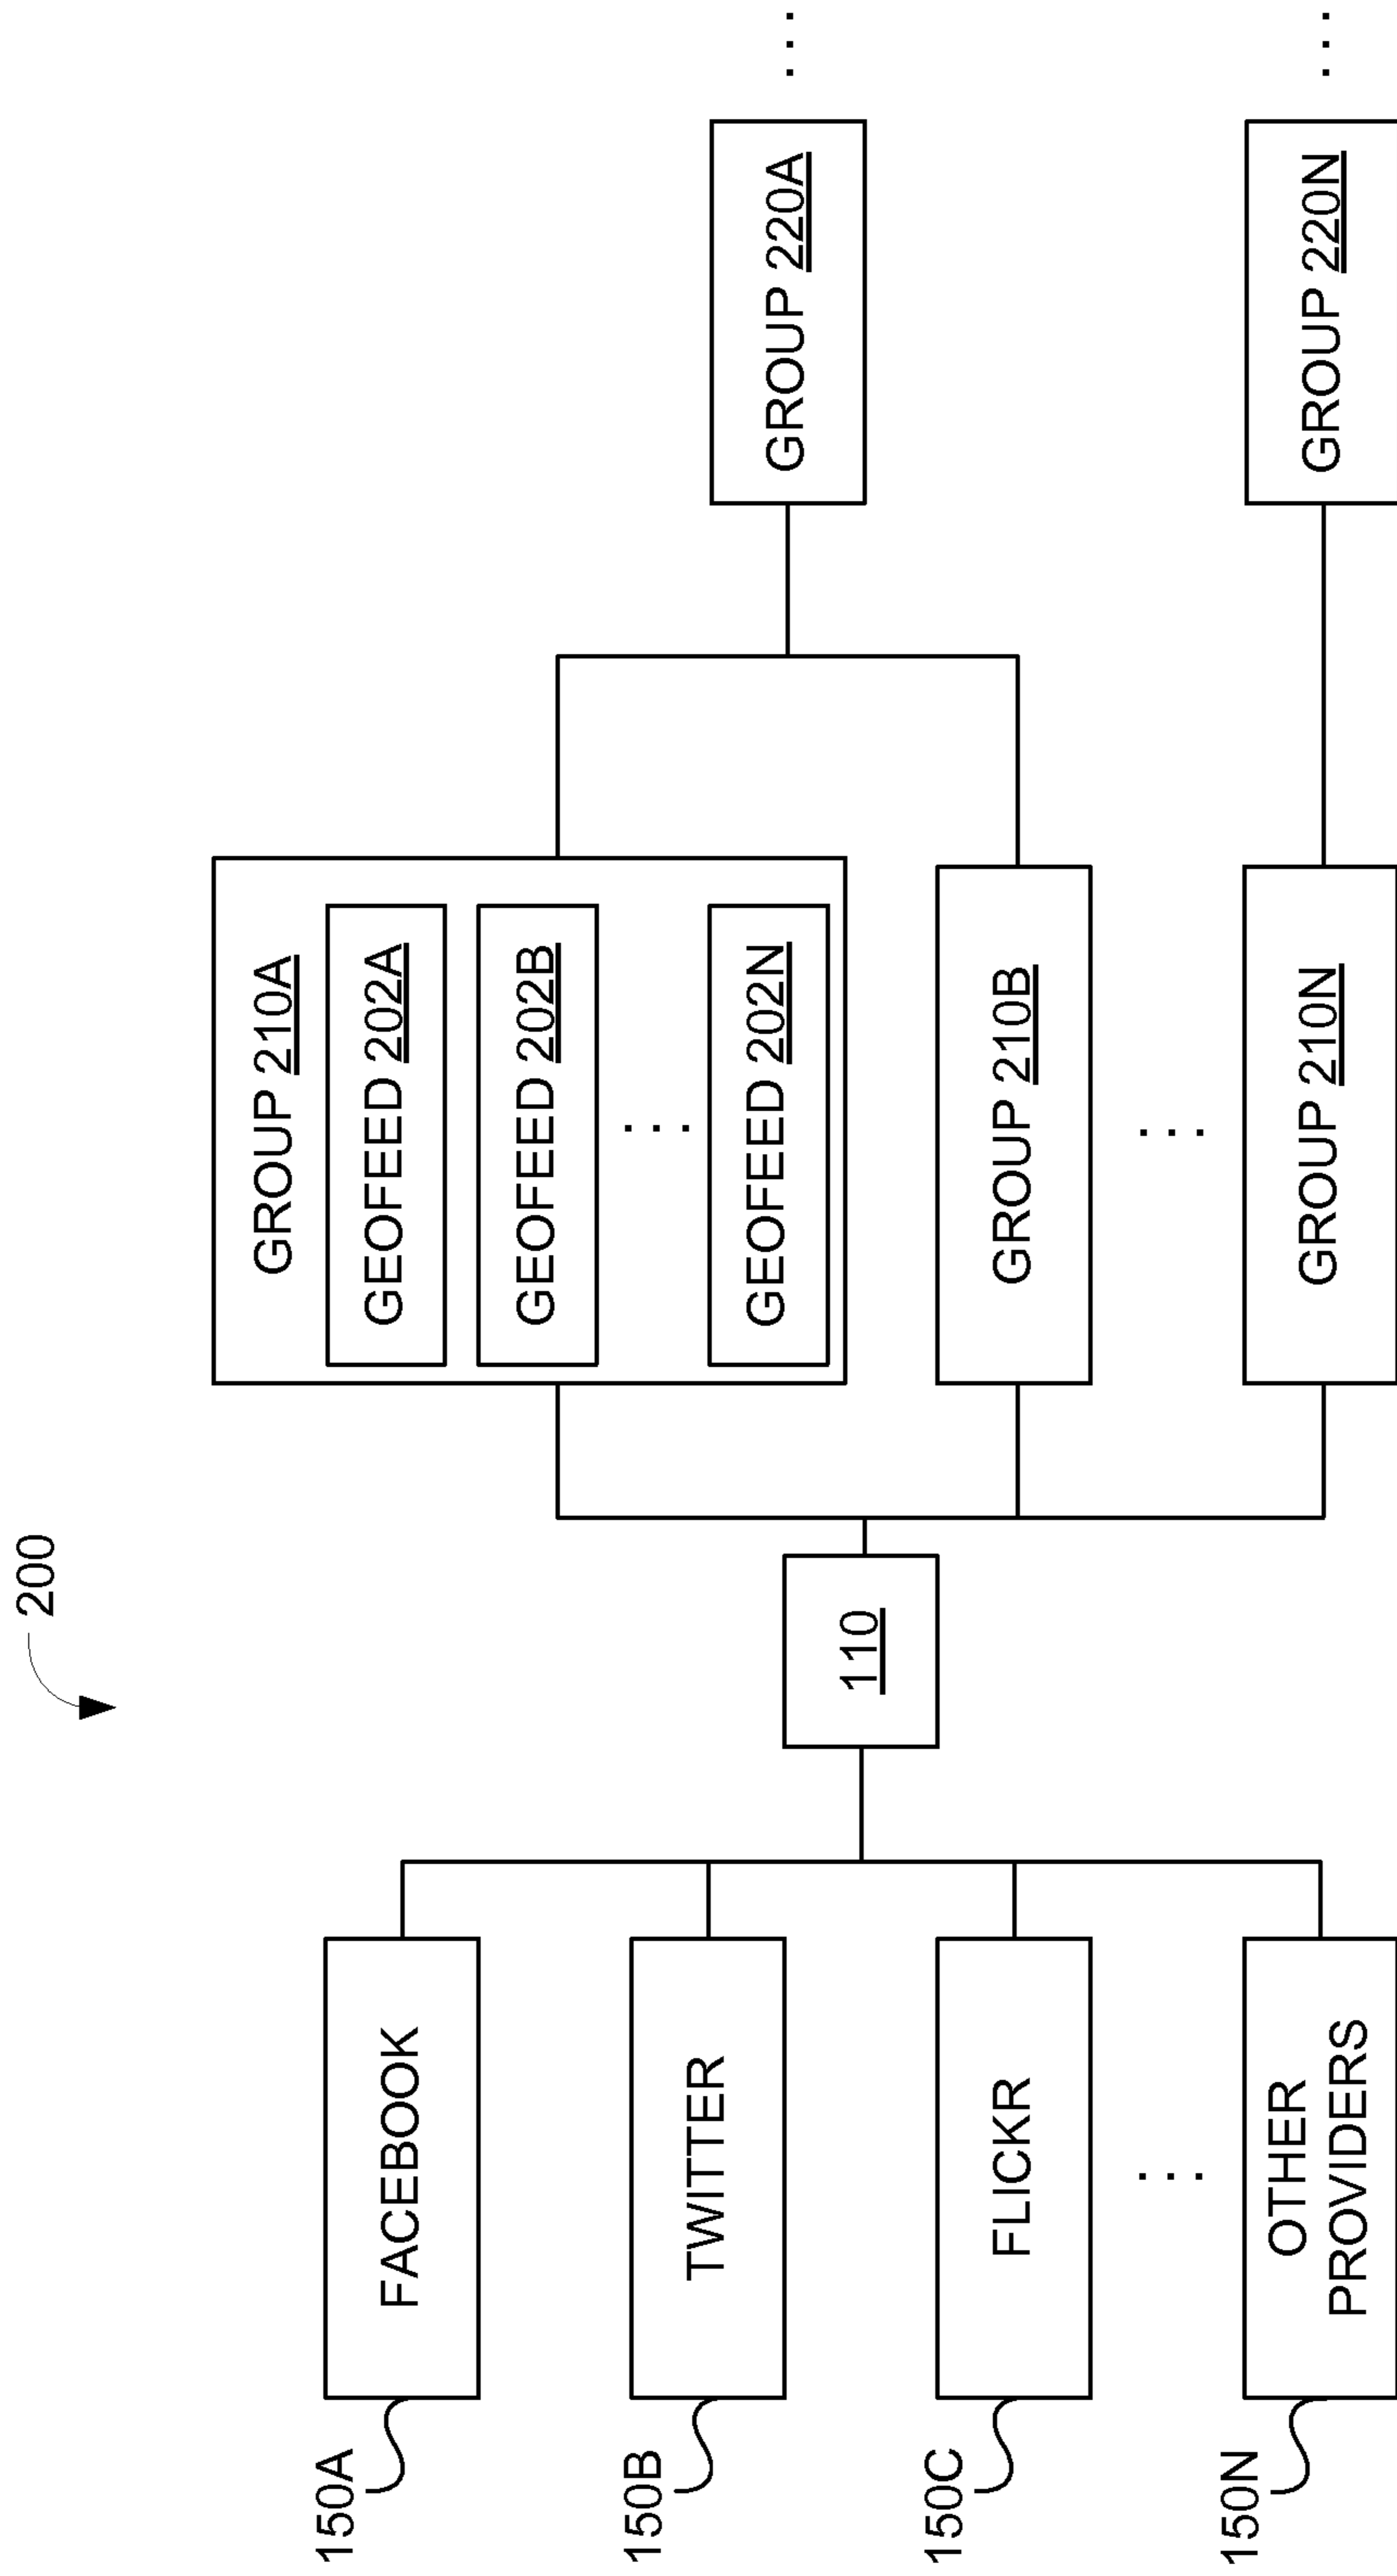 200
150A
FACEBOOK
150B
TWITTER
150C
FLICKR
. . .
150N
OTHER
PROVIDERS
110
GROUP 210A
GEOFEED 202A
GEOFEED 202B
. . .
GEOFEED 202N
GROUP 210B
. . .
GROUP 210N
GROUP 220A
. . .
GROUP 220N
. . .